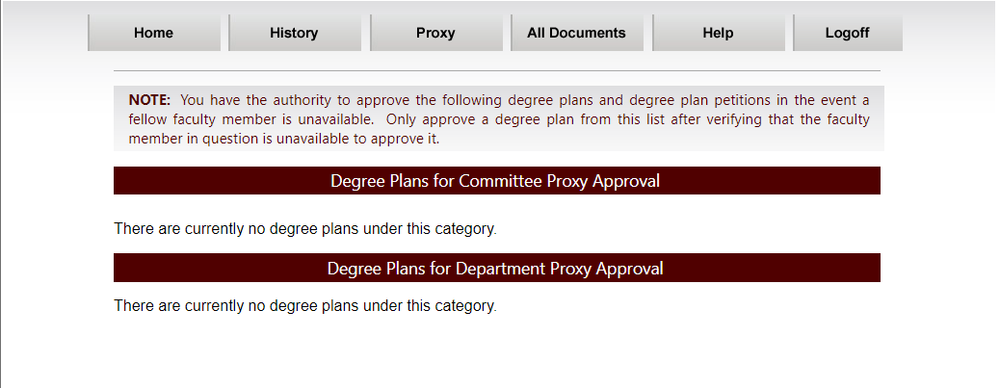 Home History Proxy All Documents Help Logoff
NOTE: You have the authority to approve the following degree plans and degree plan petitions in the event a
fellow faculty member is unavailable. Only approve a degree plan from this list after verifying that the faculty
member in question is unavailable to approve it.
Degree Plans for Committee Proxy Approval
There are currently no degree plans under this category.
Degree Plans for Department Proxy Approval
There are currently no degree plans under this category.